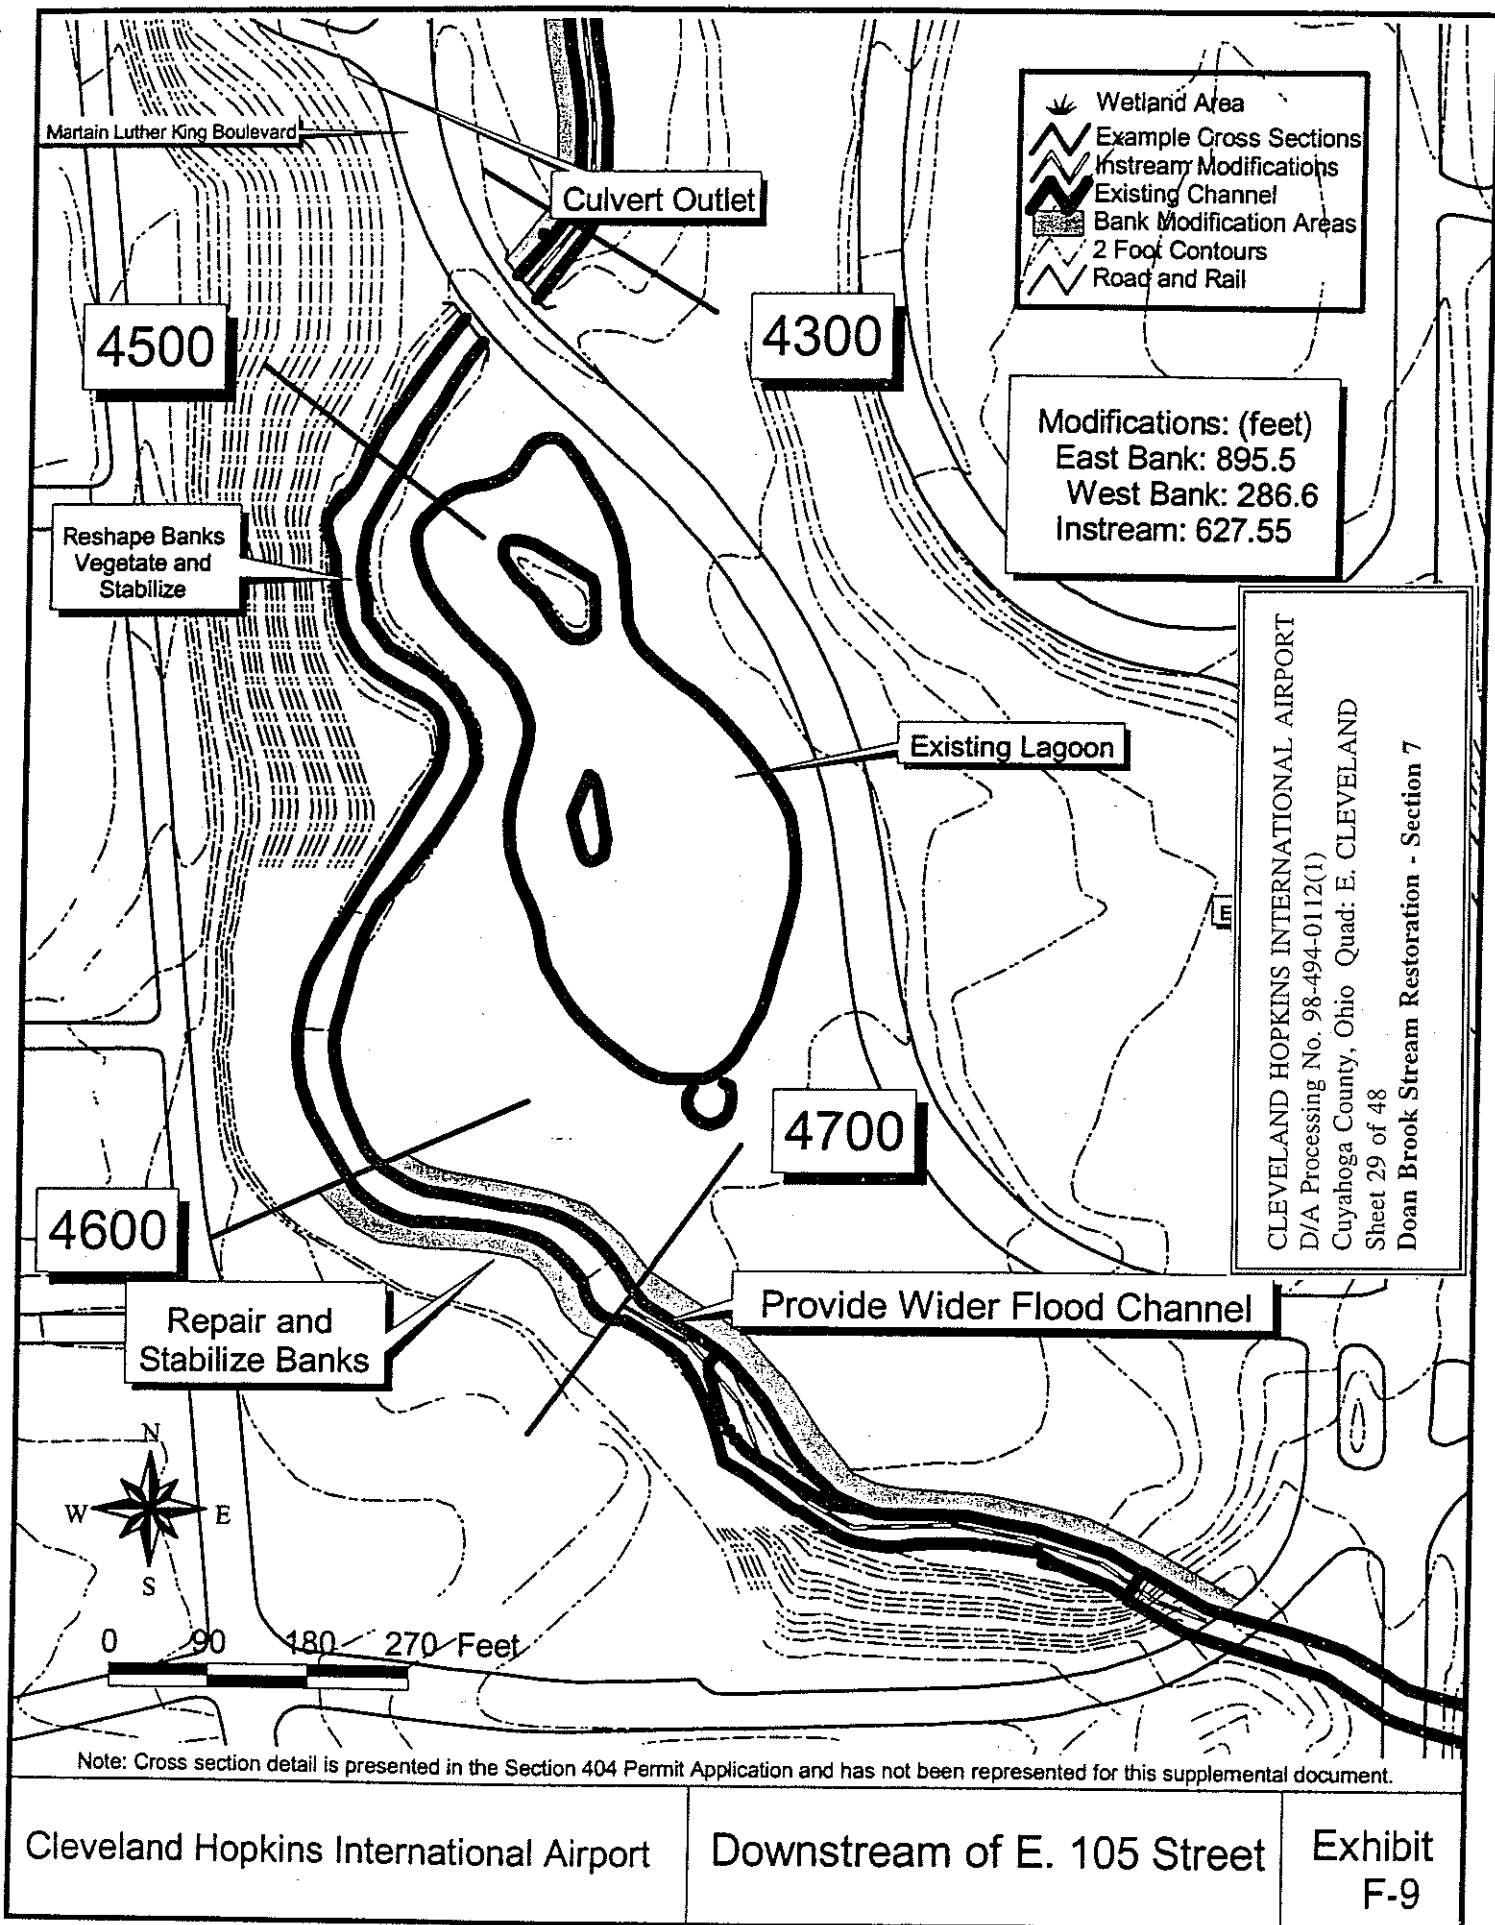 Martain Luther King Boulevard
Culvert Outlet
Wetland Area
Example Cross Sections
Instream Modifications
Existing Channel
Bank Modification Areas
2 Foot Contours
Road and Rail
4500
4300
Modifications: (feet)
East Bank: 895.5
West Bank: 286.6
Instream: 627.55
Reshape Banks
Vegetate and
Stabilize
Existing Lagoon
CLEVELAND HOPKINS INTERNATIONAL AIRPORT
D/A Processing No. 98-494-0112(1)
Cuyahoga County, Ohio Quad: E. CLEVELAND
Sheet 29 of 48
Doan Brook Stream Restoration - Section 7
E
4700
4600
Repair and
Stabilize Banks
Provide Wider Flood Channel
N
W E
S
0 90 180 270 Feet
Note: Cross section detail is presented in the Section 404 Permit Application and has not been represented for this supplemental document.
Cleveland Hopkins International Airport
Downstream of E. 105 Street
Exhibit
F-9